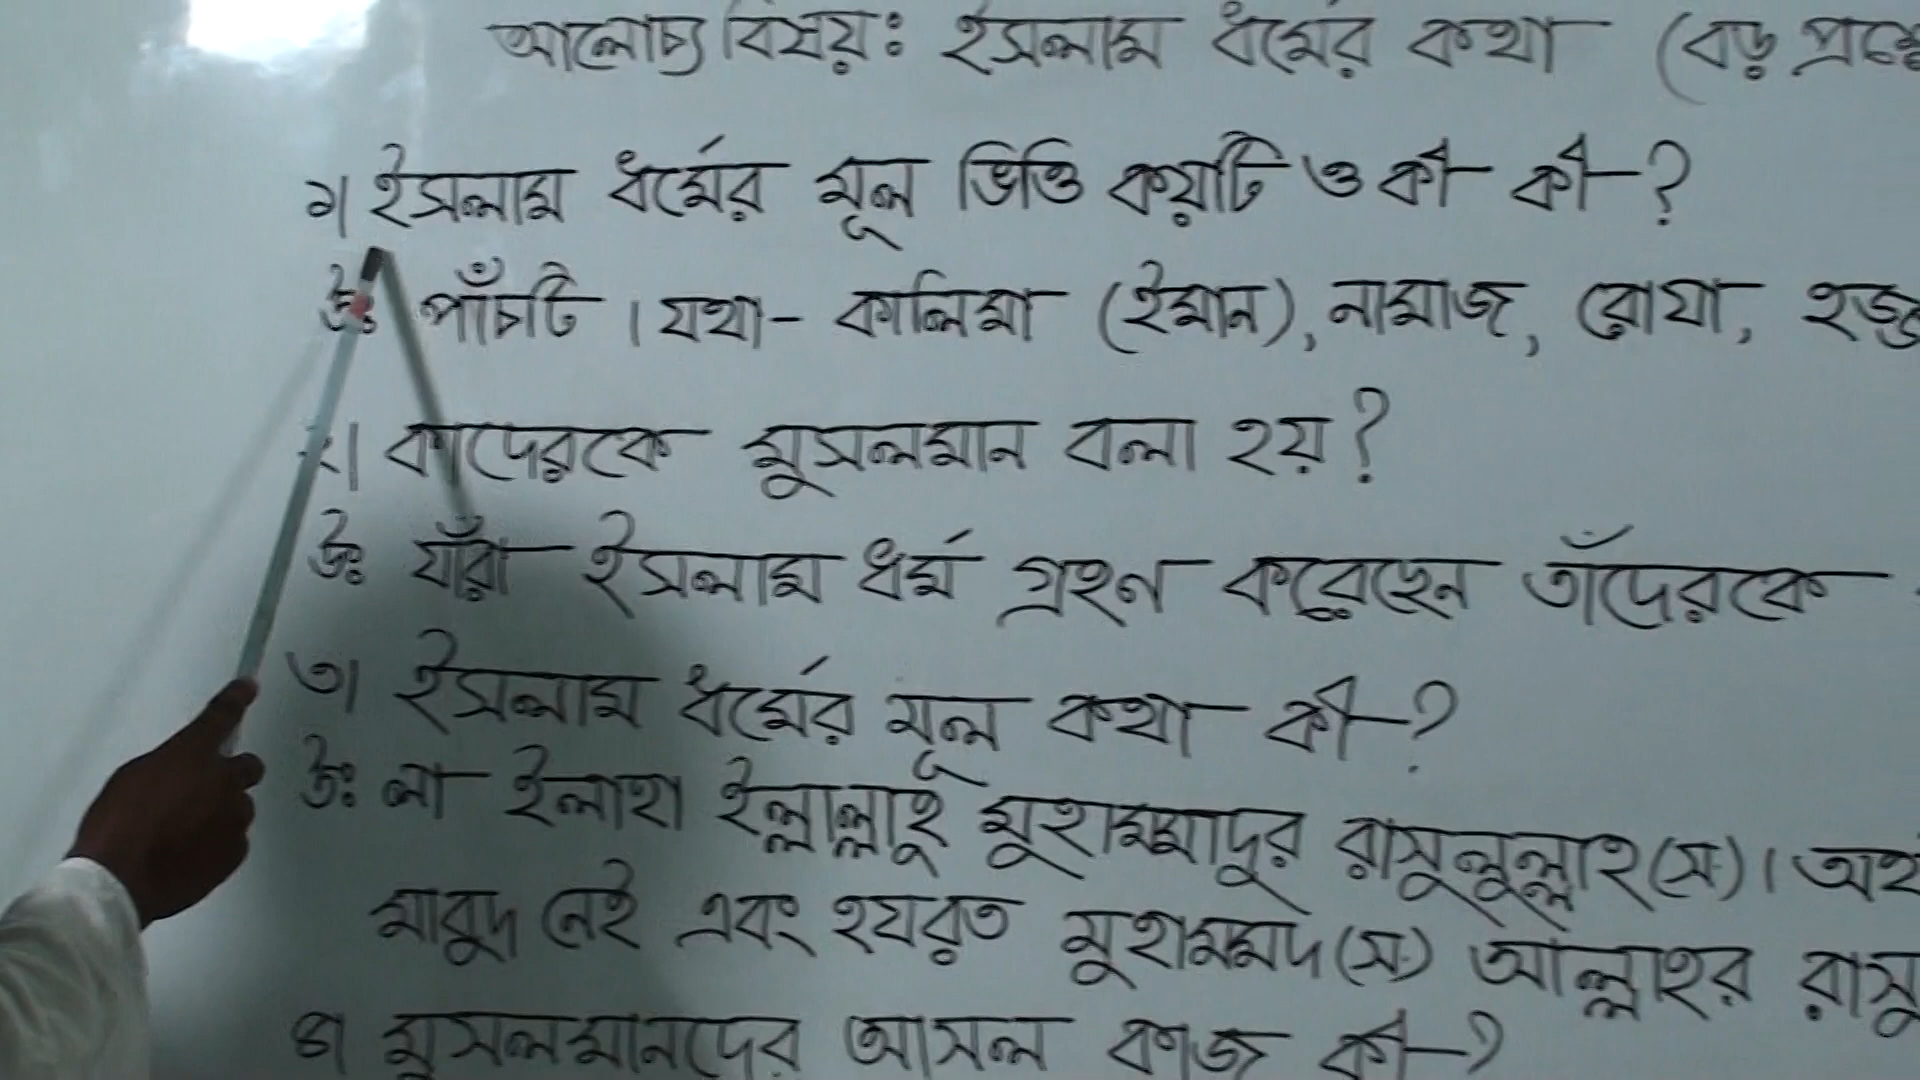 আলোচ্য বিষয়: ইসলাম ধর্মের কথা (বড় প্রশ্নে
১। ইসলাম ধর্মের মূল ভিত্তি কয়টি ও কী কী?
উঃ পাঁচটি। যথা- কালিমা (ইমান), নামাজ, রোযা, হজ্জ
২। কাদেরকে মুসলমান বলা হয়?
উঃ যাঁরা ইসলাম ধর্ম গ্রহণ করেছেন তাঁদেরকে
৩। ইসলাম ধর্মের মূল কথা কী?
উঃ লা ইলাহা ইল্লাল্লাহু মুহাম্মাদুর রাসুলুল্লাহ (স.)।
মাবুদ নেই এবং হযরত মুহাম্মদ (স.) আল্লাহর
৪। মুসলমানদের আসল কাজ কী?